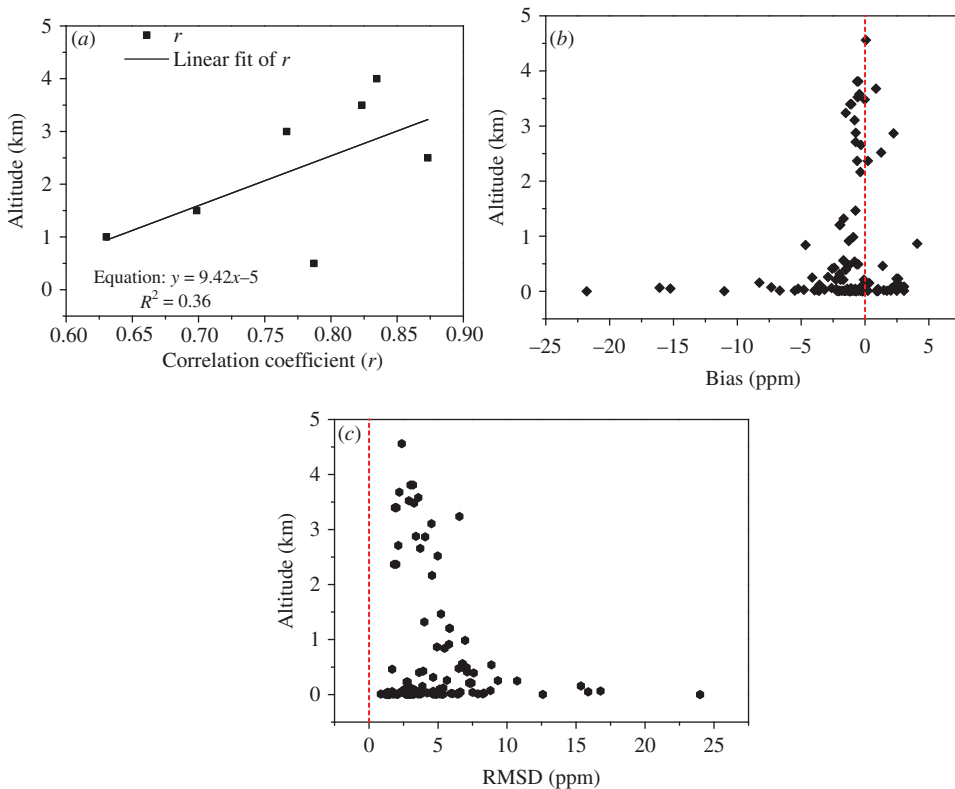 (a)
r
Linear fit of r
Equation: y = 9.42x–5
R² = 0.36
Altitude (km)
5
4
3
2
1
0
0.60 0.65 0.70 0.75 0.80 0.85 0.90
Correlation coefficient (r)
(b)
Altitude (km)
5
4
3
2
1
0
–25 –20 –15 –10 –5 0 5
Bias (ppm)
(c)
Altitude (km)
5
4
3
2
1
0
0 5 10 15 20 25
RMSD (ppm)